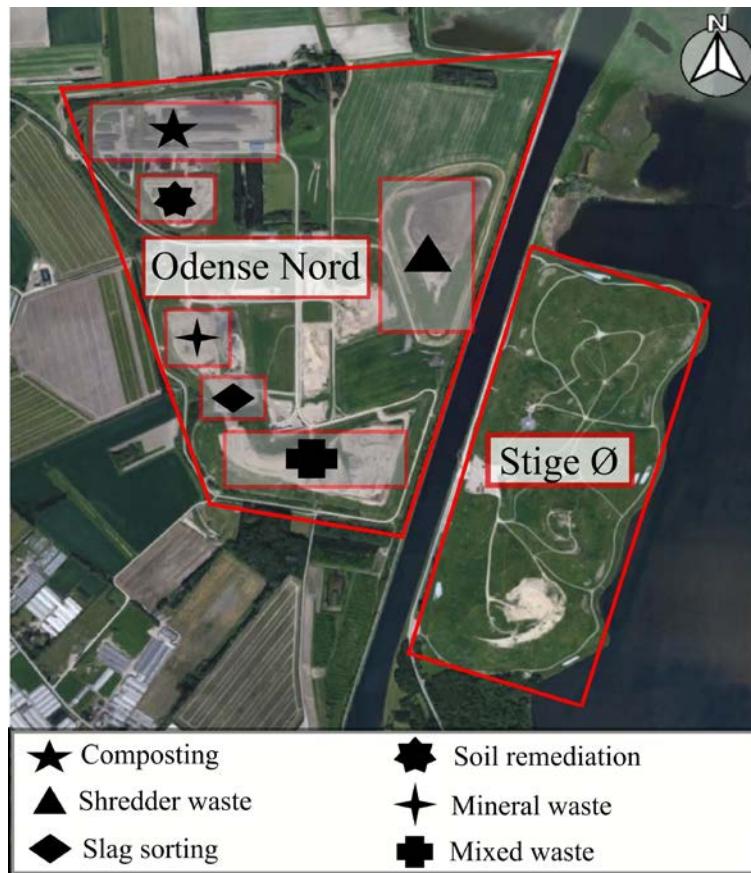 N
Odense Nord
Stige Ø
Composting
Soil remediation
Shredder waste
Mineral waste
Slag sorting
Mixed waste